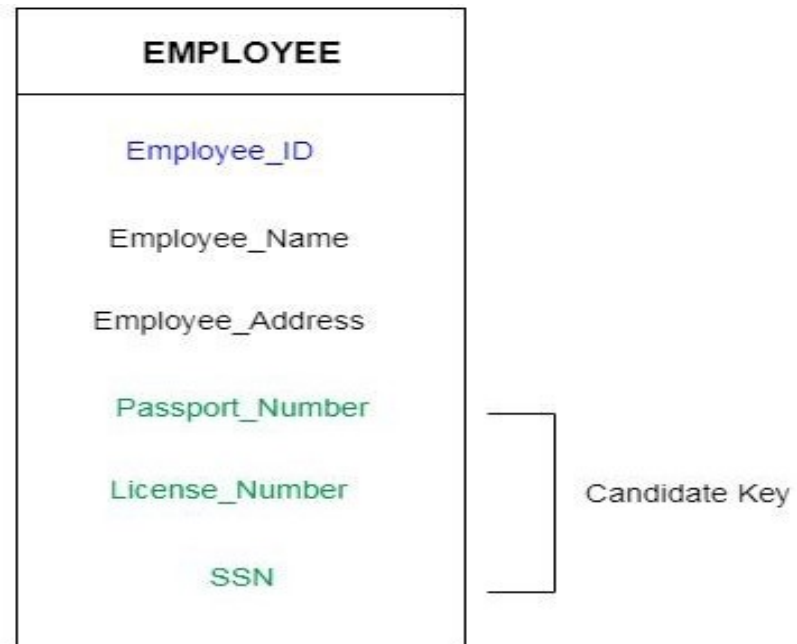 EMPLOYEE
Employee_ID
Employee_Name
Employee_Address
Passport_Number
License_Number
Candidate Key
SSN